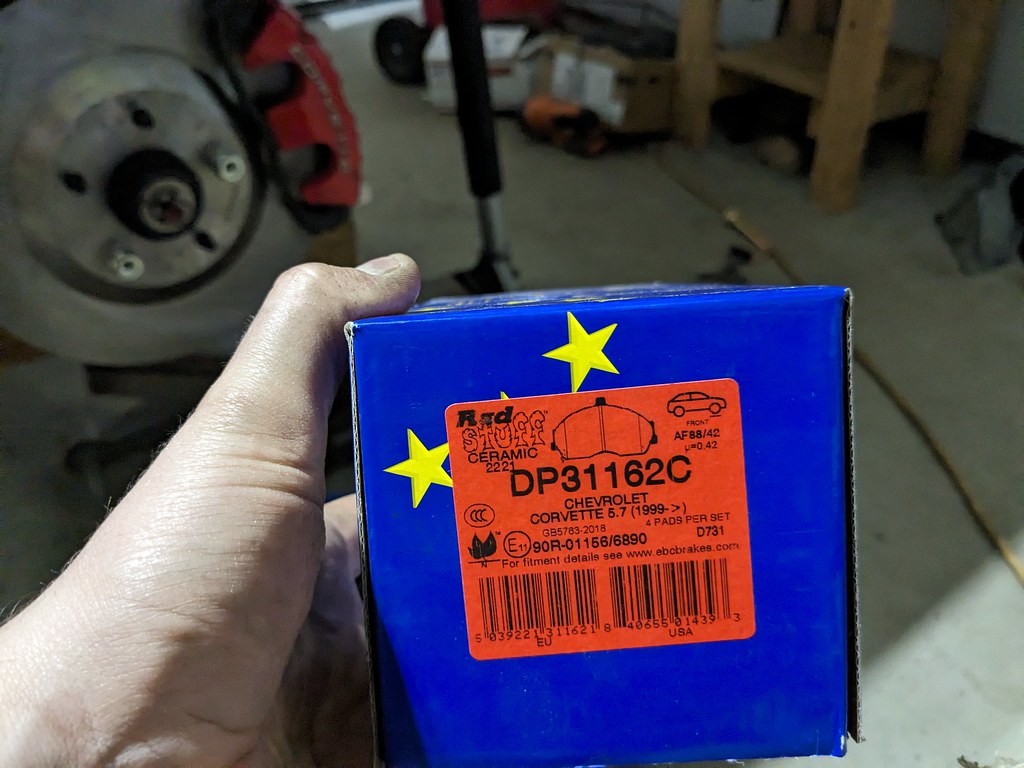 Red
STUFF™
CERAMIC
2221
FRONT
AF88/42
µ=0.42
DP31162C
CHEVROLET
CORVETTE 5.7 (1999->)
GB5763-2018
4 PADS PER SET
D731
CCC
E11 90R-01156/6890
N
For fitment details see www.ebcbrakes.com
5 039221 311621
EU
8 40655 01439 3
USA